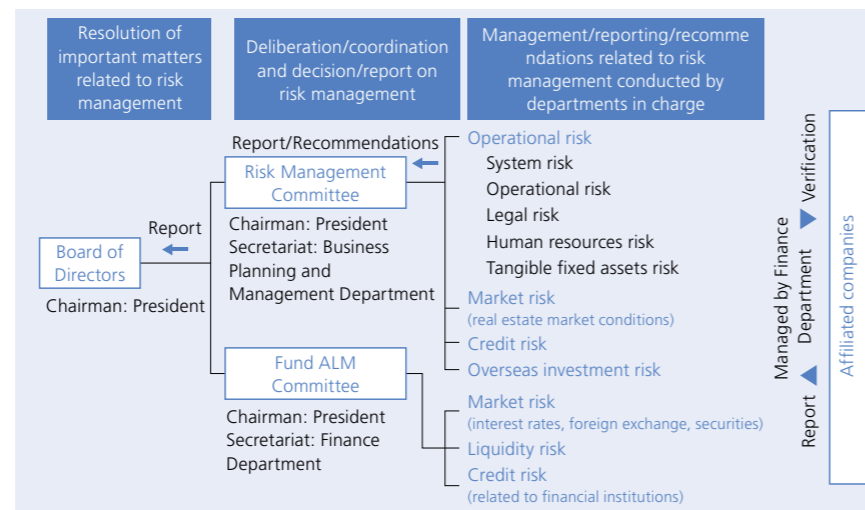 Resolution of
important matters
related to risk
management
Deliberation/coordination
and decision/report on
risk management
Management/reporting/recomme
ndations related to risk
management conducted by
departments in charge
Board of
Directors
Chairman: President
Report
Report/Recommendations
Risk Management
Committee
Chairman: President
Secretariat: Business
Planning and
Management Department
Fund ALM
Committee
Chairman: President
Secretariat: Finance
Department
Operational risk
System risk
Operational risk
Legal risk
Human resources risk
Tangible fixed assets risk
Market risk
(real estate market conditions)
Credit risk
Overseas investment risk
Market risk
(interest rates, foreign exchange, securities)
Liquidity risk
Credit risk
(related to financial institutions)
Managed by Finance
Department
Verification
Report
Affiliated companies